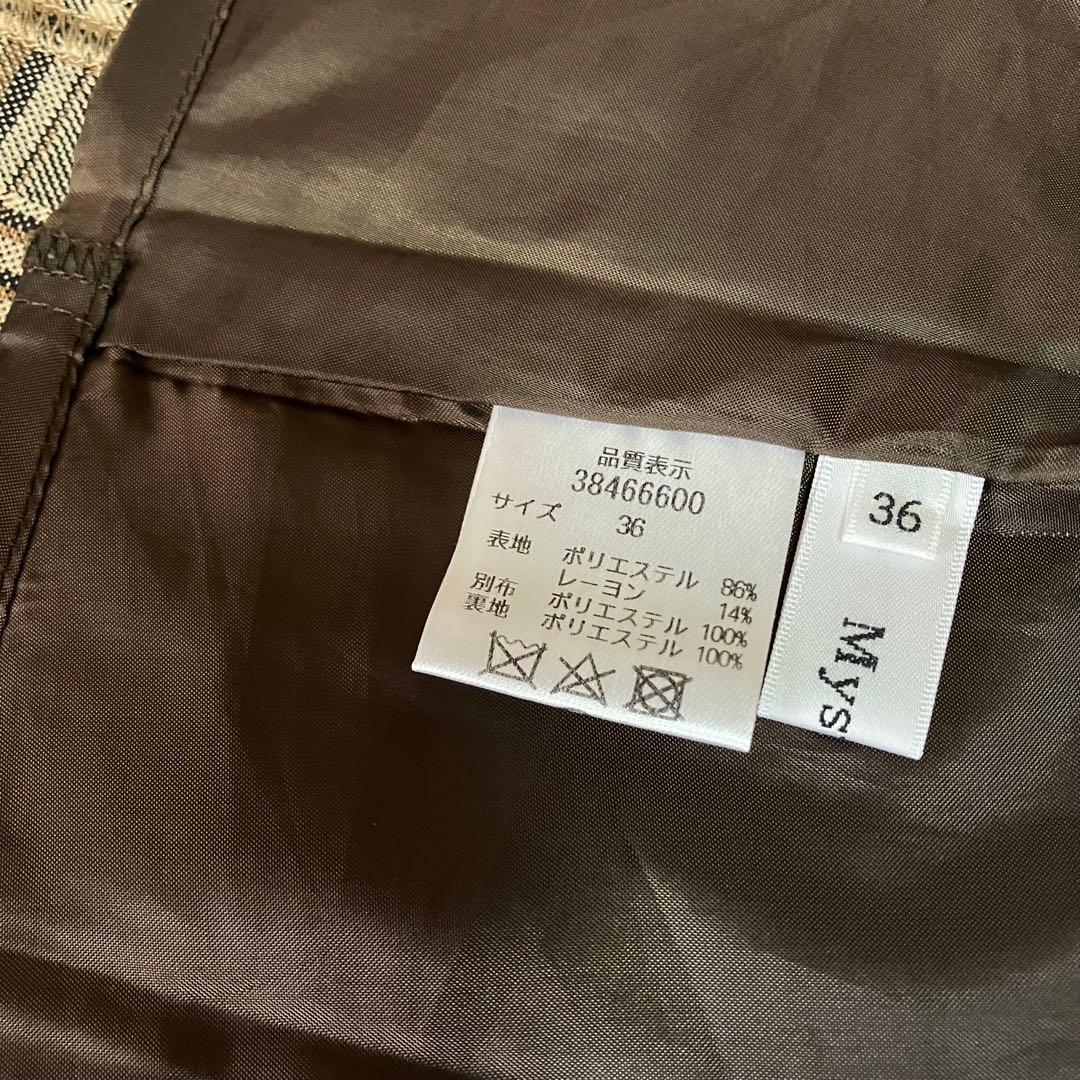 品質表示
38466600
サイズ 36
表地 ポリエステル 86%
レーヨン 14%
別布 ポリエステル 100%
裏地 ポリエステル 100%
36
Mys